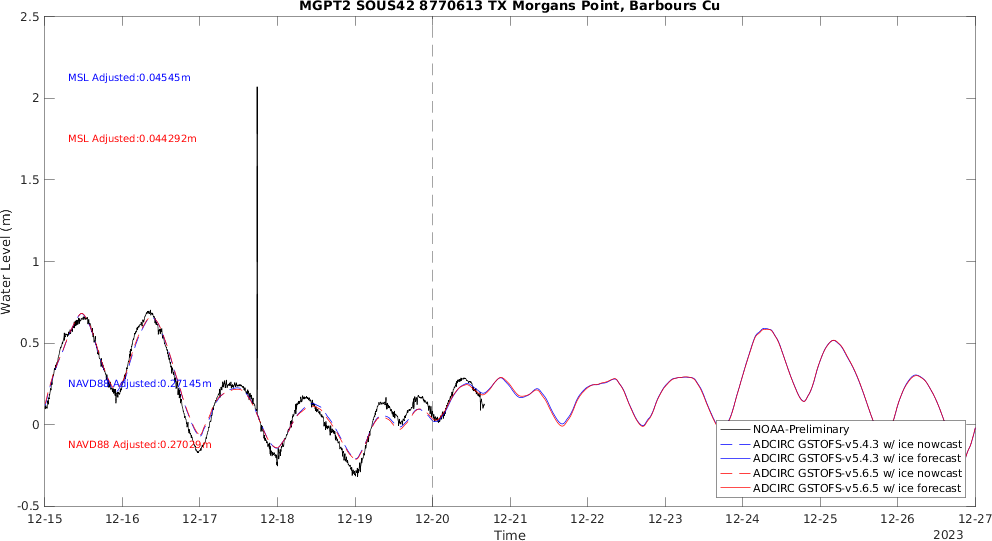 MGPT2 SOUS42 8770613 TX Morgans Point, Barbours Cu
2.5
2
1.5
1
0.5
0
-0.5
Water Level (m)
MSL Adjusted:0.04545m
MSL Adjusted:0.044292m
NAVD88 Adjusted:0.27145m
NAVD88 Adjusted:0.27029m
NOAA-Preliminary
ADCIRC GSTOFS-v5.4.3 w/ ice nowcast
ADCIRC GSTOFS-v5.4.3 w/ ice forecast
ADCIRC GSTOFS-v5.6.5 w/ ice nowcast
ADCIRC GSTOFS-v5.6.5 w/ ice forecast
12-15 12-16 12-17 12-18 12-19 12-20 12-21 12-22 12-23 12-24 12-25 12-26 12-27
Time
2023